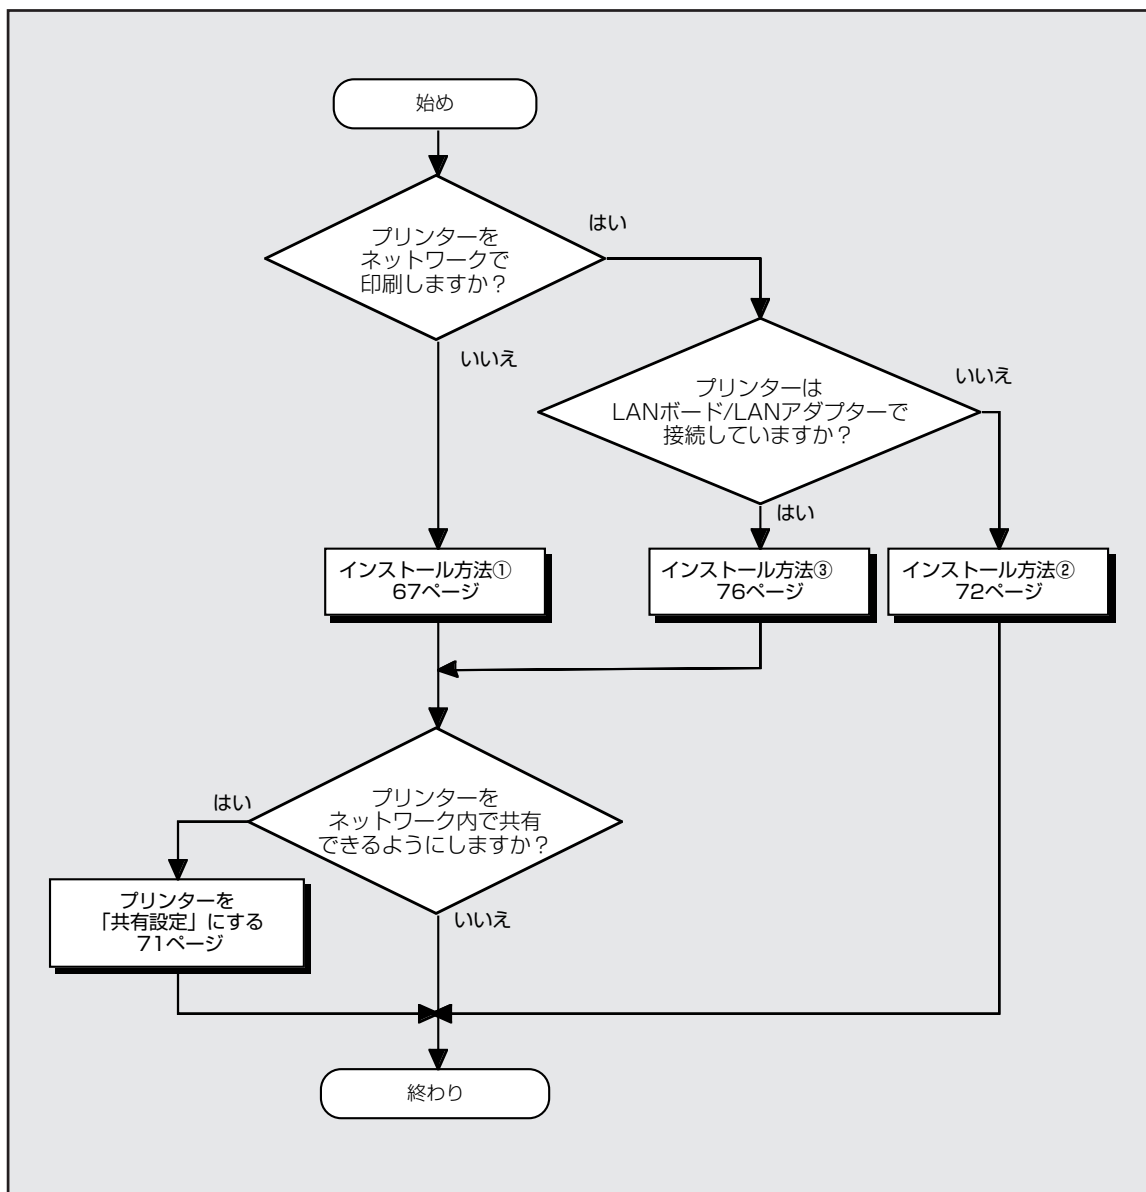 始め
プリンターを
ネットワークで
印刷しますか？
はい
いいえ
プリンターは
LANボード/LANアダプターで
接続していますか？
いいえ
はい
インストール方法①
67ページ
インストール方法③
76ページ
インストール方法②
72ページ
プリンターを
ネットワーク内で共有
できるようにしますか？
はい
いいえ
プリンターを
「共有設定」にする
71ページ
終わり